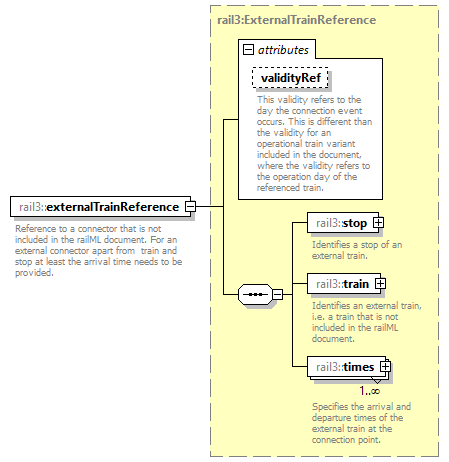 rail3:ExternalTrainReference
attributes
validityRef
This validity refers to the
day the connection event
occurs. This is different than
the validity for an
operational train variant
included in the document,
where the validity refers to
the operation day of the
referenced train.
rail3::externalTrainReference
Reference to a connector that is not
included in the railML document. For an
external connector apart from  train and
stop at least the arrival time needs to be
provided.
rail3::stop
Identifies a stop of an
external train.
rail3::train
Identifies an external train,
i.e. a train that is not
included in the railML
document.
rail3::times
1..∞
Specifies the arrival and
departure times of the
external train at the
connection point.